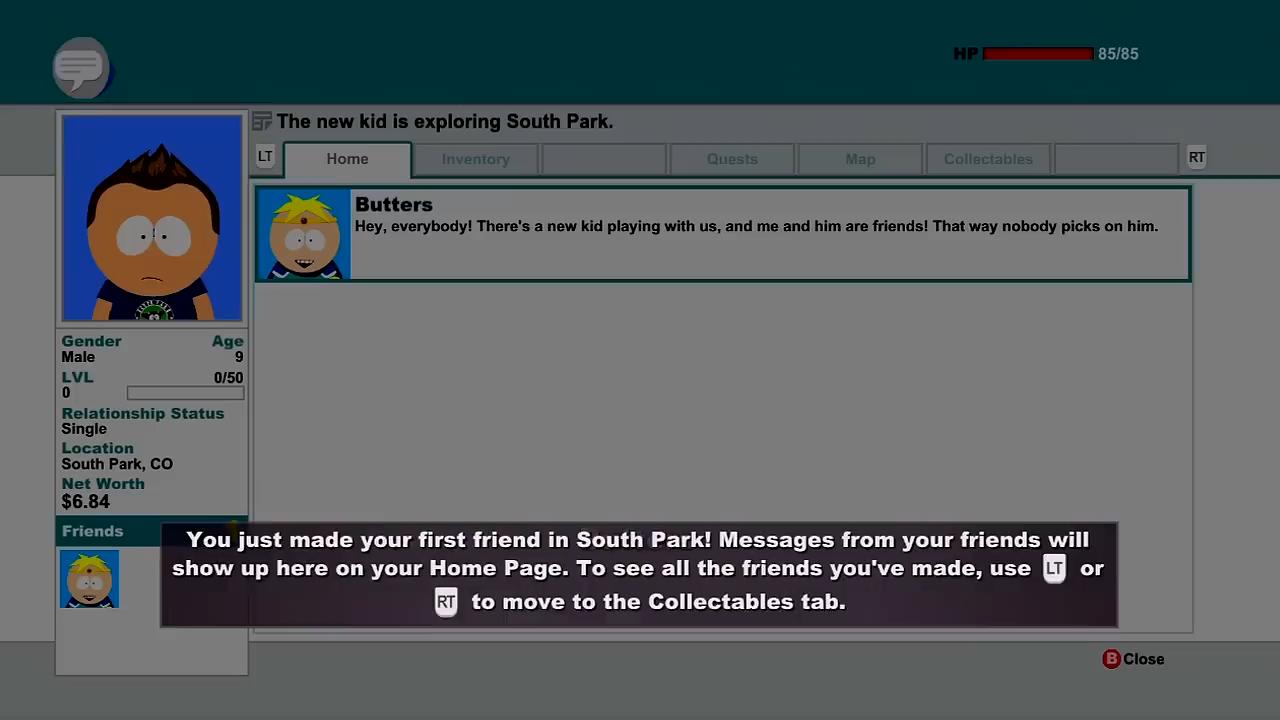 HP 85/85
The new kid is exploring South Park.
LT Home Inventory Quests Map Collectables RT
Butters
Hey, everybody! There's a new kid playing with us, and me and him are friends! That way nobody picks on him.
Gender Age
Male 9
LVL 0/50
0
Relationship Status
Single
Location
South Park, CO
Net Worth
$6.84
Friends
You just made your first friend in South Park! Messages from your friends will
show up here on your Home Page. To see all the friends you've made, use LT or
RT to move to the Collectables tab.
B Close